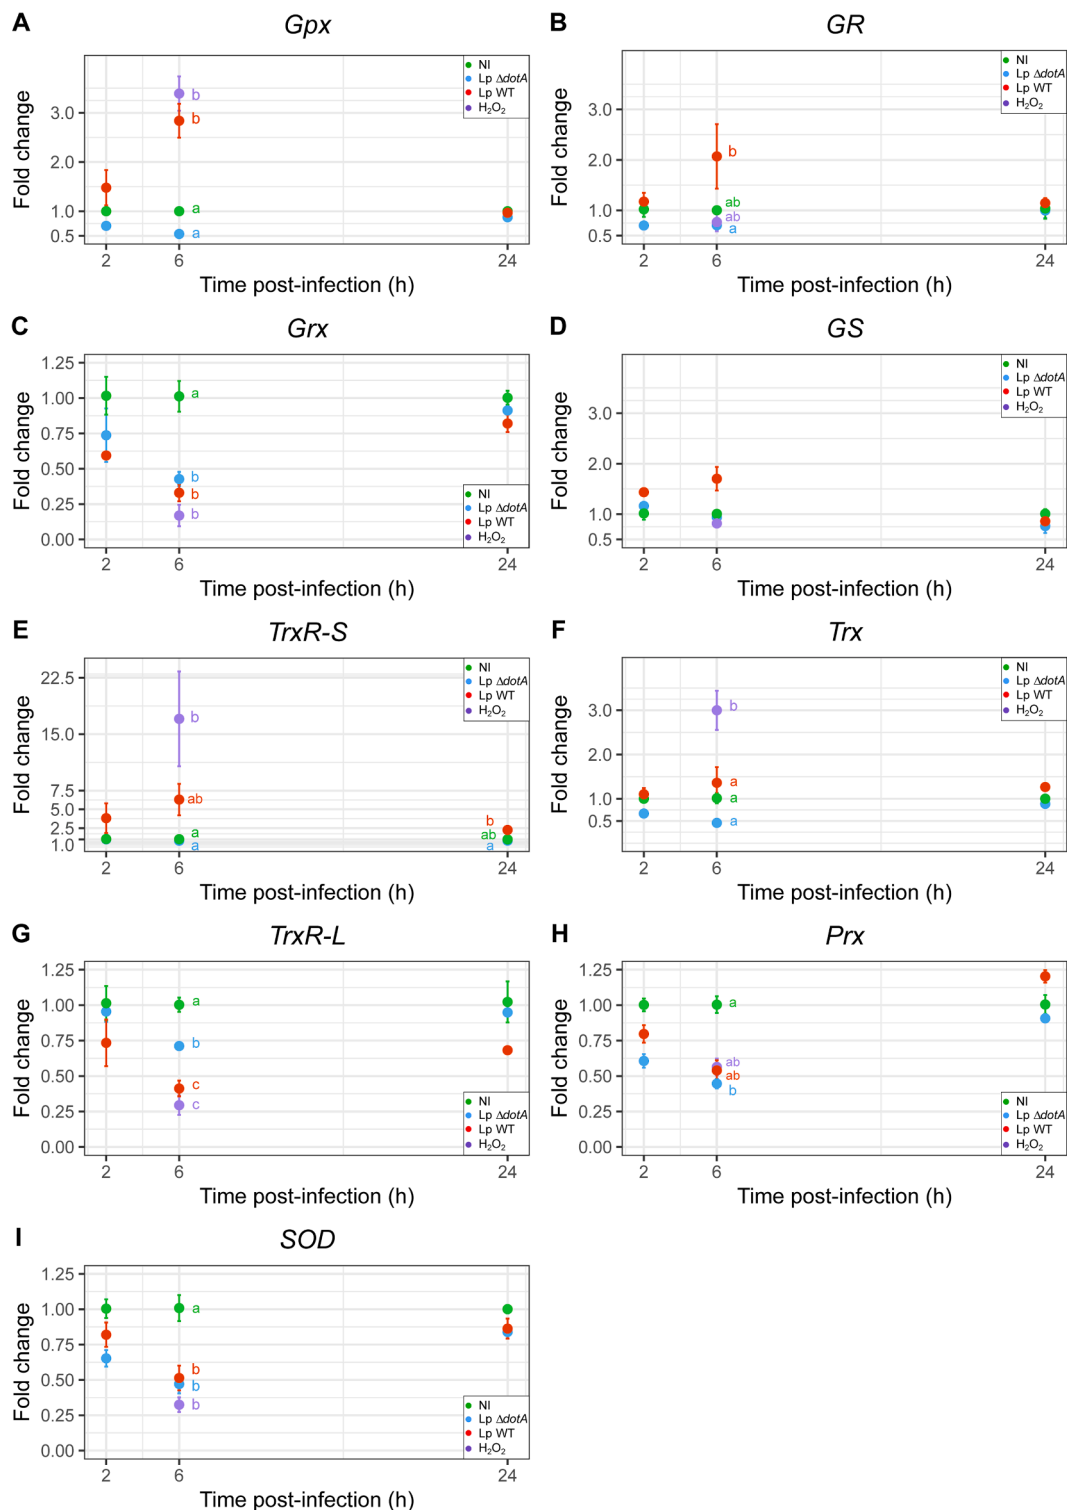 A
Gpx
Fold change
3.0
2.0
1.0
0.5
2
6
24
Time post-infection (h)
NI
Lp ΔdotA
Lp WT
H₂O₂
b
b
a
a
B
GR
Fold change
3.0
2.0
1.0
0.5
2
6
24
Time post-infection (h)
NI
Lp ΔdotA
Lp WT
H₂O₂
b
ab
ab
a
C
Grx
Fold change
1.25
1.00
0.75
0.50
0.25
0.00
2
6
24
Time post-infection (h)
NI
Lp ΔdotA
Lp WT
H₂O₂
a
b
b
b
D
GS
Fold change
3.0
2.0
1.0
0.5
2
6
24
Time post-infection (h)
NI
Lp ΔdotA
Lp WT
H₂O₂
E
TrxR-S
Fold change
22.5
15.0
7.5
5.0
2.5
1.0
2
6
24
Time post-infection (h)
NI
Lp ΔdotA
Lp WT
H₂O₂
b
ab
a
a
b
ab
a
F
Trx
Fold change
3.0
2.0
1.0
0.5
2
6
24
Time post-infection (h)
NI
Lp ΔdotA
Lp WT
H₂O₂
b
a
a
a
G
TrxR-L
Fold change
1.25
1.00
0.75
0.50
0.25
0.00
2
6
24
Time post-infection (h)
NI
Lp ΔdotA
Lp WT
H₂O₂
a
b
c
c
H
Prx
Fold change
1.25
1.00
0.75
0.50
0.25
0.00
2
6
24
Time post-infection (h)
NI
Lp ΔdotA
Lp WT
H₂O₂
a
ab
ab
b
I
SOD
Fold change
1.25
1.00
0.75
0.50
0.25
0.00
2
6
24
Time post-infection (h)
NI
Lp ΔdotA
Lp WT
H₂O₂
a
b
b
b